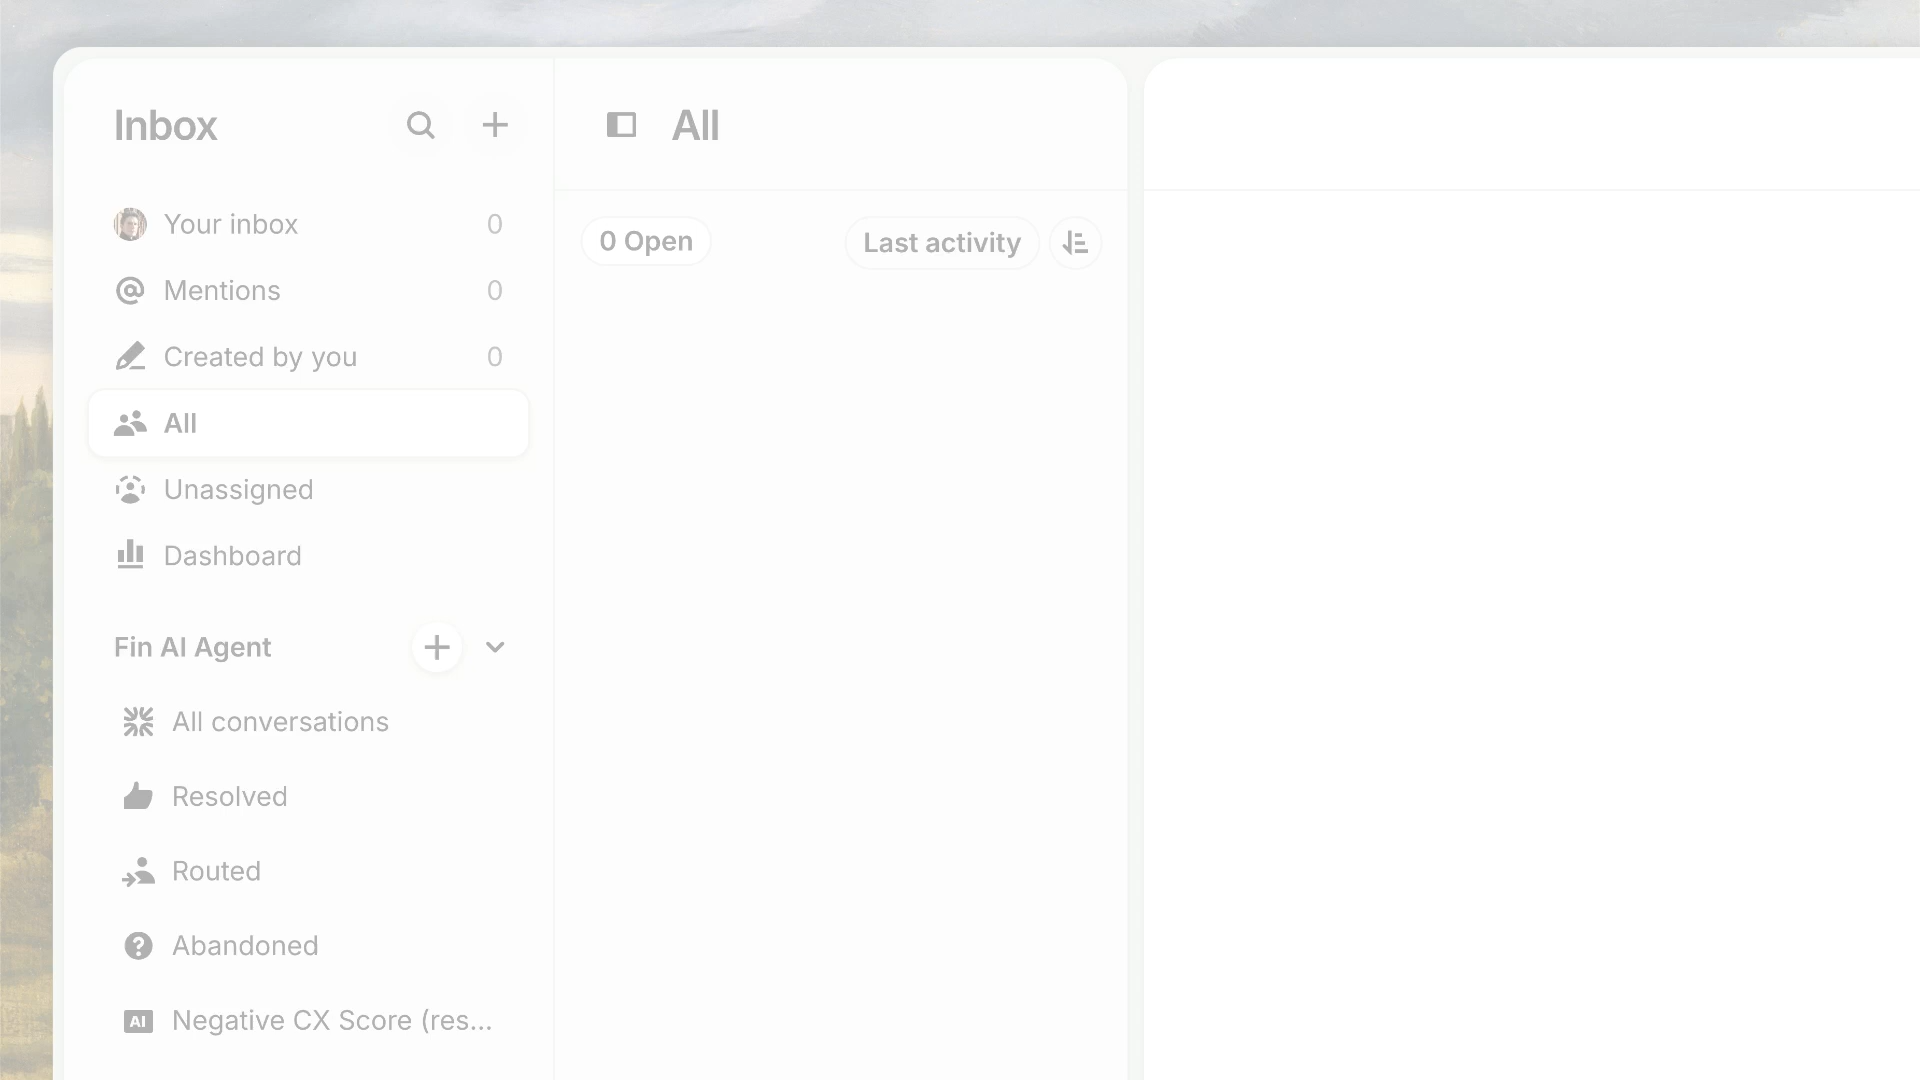 Inbox
Your inbox 0
Mentions 0
Created by you 0
All
Unassigned
Dashboard
Fin AI Agent
All conversations
Resolved
Routed
Abandoned
AI Negative CX Score (res...
All
0 Open Last activity